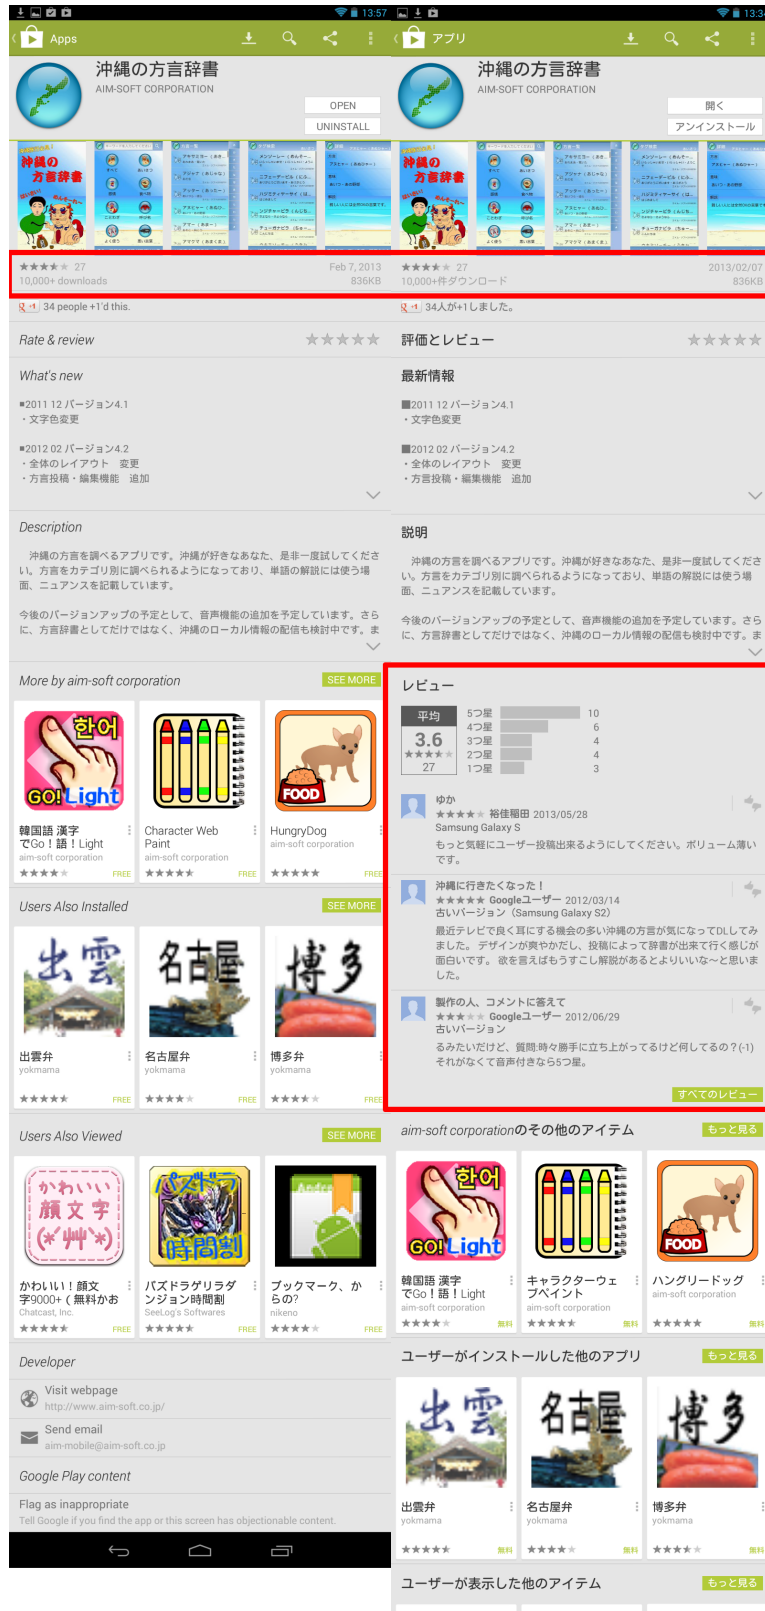 13:57
Apps
沖縄の方言辞書
AIM-SOFT CORPORATION
OPEN
UNINSTALL
沖縄の
方言辞書
27
Feb 7, 2013
10,000+ downloads
836KB
+1
34 people +1'd this.
Rate & review
What's new
■2011 12 バージョン4.1
・文字色変更
■2012 02 バージョン4.2
・全体のレイアウト　変更
・方言投稿・編集機能　追加
Description
　沖縄の方言を調べるアプリです。沖縄が好きなあなた、是非一度試してくださ
い。方言をカテゴリ別に調べられるようになっており、単語の解説には使う場
面、ニュアンスを記載しています。
今後のバージョンアップの予定として、音声機能の追加を予定しています。さら
に、方言辞書としてだけではなく、沖縄のローカル情報の配信も検討中です。ま
More by aim-soft corporation
SEE MORE
한어
GO! Light
FOOD
韓国語 漢字
でGo！語！Light
aim-soft corporation
FREE
Character Web
Paint
aim-soft corporation
FREE
HungryDog
aim-soft corporation
FREE
Users Also Installed
SEE MORE
出雲
名古屋
博多
出雲弁
yokmama
FREE
名古屋弁
yokmama
FREE
博多弁
yokmama
FREE
Users Also Viewed
SEE MORE
かわいい
顔文字
(*´艸`*)
パズドラ
時間割
かわいい！顔文
字9000+ ( 無料かお
Chatcast, Inc.
FREE
パズドラゲリラダ
ンジョン時間割
SeeLog's Softwares
FREE
ブックマーク、か
らの?
nikeno
FREE
Developer
Visit webpage
http://www.aim-soft.co.jp/
Send email
aim-mobile@aim-soft.co.jp
Google Play content
Flag as inappropriate
Tell Google if you find the app or this screen has objectionable content.
アプリ
沖縄の方言辞書
AIM-SOFT CORPORATION
開く
アンインストール
沖縄の
方言辞書
27
2013/02/07
10,000+件ダウンロード
836KB
+1
34人が+1しました。
評価とレビュー
最新情報
■2011 12 バージョン4.1
・文字色変更
■2012 02 バージョン4.2
・全体のレイアウト　変更
・方言投稿・編集機能　追加
説明
　沖縄の方言を調べるアプリです。沖縄が好きなあなた、是非一度試してくださ
い。方言をカテゴリ別に調べられるようになっており、単語の解説には使う場
面、ニュアンスを記載しています。
今後のバージョンアップの予定として、音声機能の追加を予定しています。さら
に、方言辞書としてだけではなく、沖縄のローカル情報の配信も検討中です。ま
レビュー
平均
3.6
27
5つ星 10
4つ星 6
3つ星 4
2つ星 4
1つ星 3
ゆか
裕佳稲田 2013/05/28
Samsung Galaxy S
もっと気軽にユーザー投稿出来るようにしてください。ボリューム薄い
です。
沖縄に行きたくなった！
Googleユーザー 2012/03/14
古いバージョン（Samsung Galaxy S2）
最近テレビで良く耳にする機会の多い沖縄の方言が気になってDLしてみ
ました。 デザインが爽やかだし、投稿によって辞書が出来て行く感じが
面白いです。 欲を言えばもうすこし解説があるとよりいいな〜と思いま
した。
製作の人、コメントに答えて
Googleユーザー 2012/06/29
古いバージョン
るみたいだけど、質問:時々勝手に立ち上がってるけど何してるの？(-1)
それがなくて音声付きなら5つ星。
すべてのレビュー
aim-soft corporationのその他のアイテム
もっと見る
한어
GO! Light
FOOD
韓国語 漢字
でGo！語！Light
aim-soft corporation
無料
キャラクターウェ
ブペイント
aim-soft corporation
無料
ハングリードッグ
aim-soft corporation
無料
ユーザーがインストールした他のアプリ
もっと見る
出雲
名古屋
博多
出雲弁
yokmama
無料
名古屋弁
yokmama
無料
博多弁
yokmama
無料
ユーザーが表示した他のアイテム
もっと見る